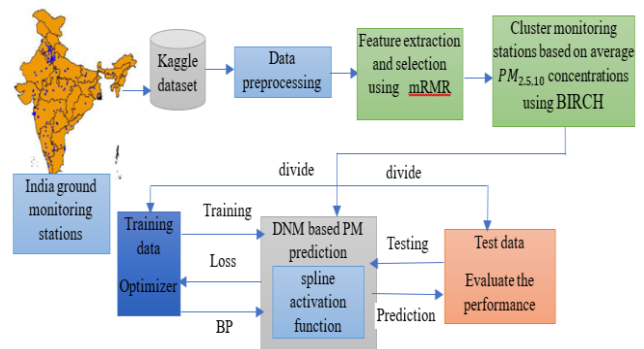 Kaggle
dataset
Data
preprocessing
Feature extraction
and selection
using mRMR
Cluster monitoring
stations based on average
PM2.5,10 concentrations
using BIRCH
India ground
monitoring
stations
divide
divide
Training
data
Optimizer
Training
Loss
BP
DNM based PM
prediction
spline
activation
function
Testing
Prediction
Test data
Evaluate the
performance